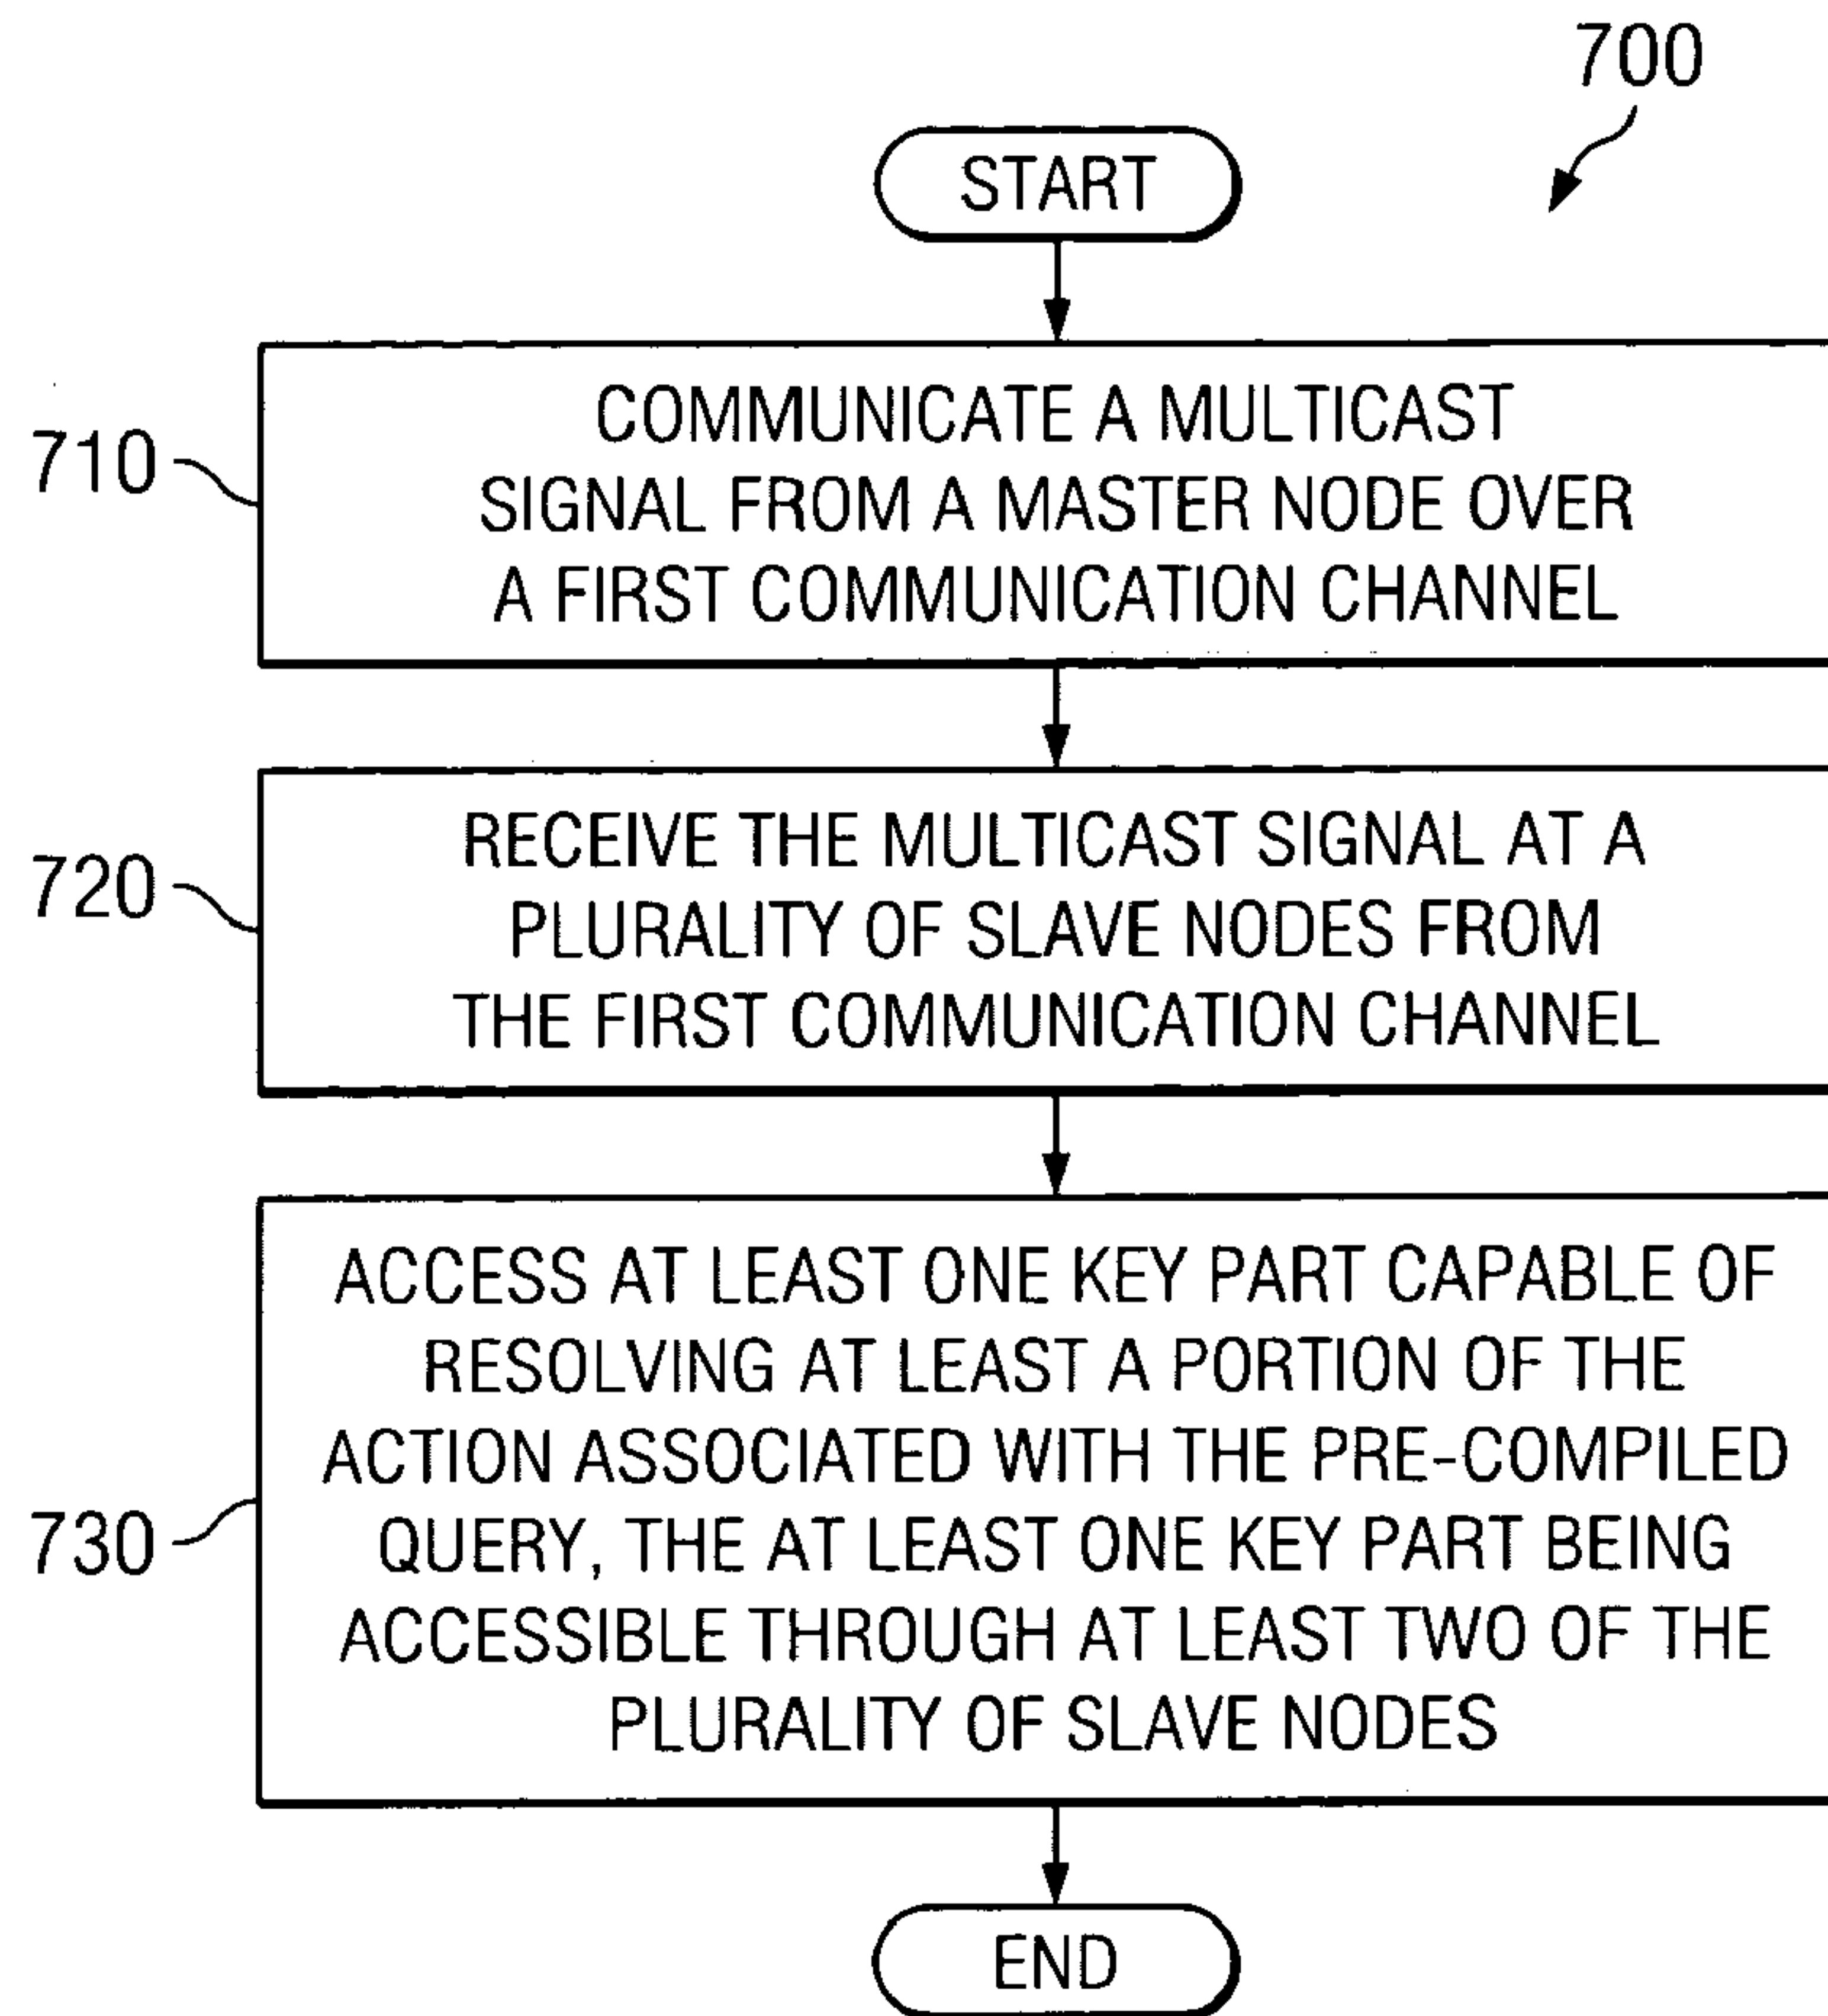 700
START
710
COMMUNICATE A MULTICAST
SIGNAL FROM A MASTER NODE OVER
A FIRST COMMUNICATION CHANNEL
720
RECEIVE THE MULTICAST SIGNAL AT A
PLURALITY OF SLAVE NODES FROM
THE FIRST COMMUNICATION CHANNEL
730
ACCESS AT LEAST ONE KEY PART CAPABLE OF
RESOLVING AT LEAST A PORTION OF THE
ACTION ASSOCIATED WITH THE PRE-COMPILED
QUERY, THE AT LEAST ONE KEY PART BEING
ACCESSIBLE THROUGH AT LEAST TWO OF THE
PLURALITY OF SLAVE NODES
END